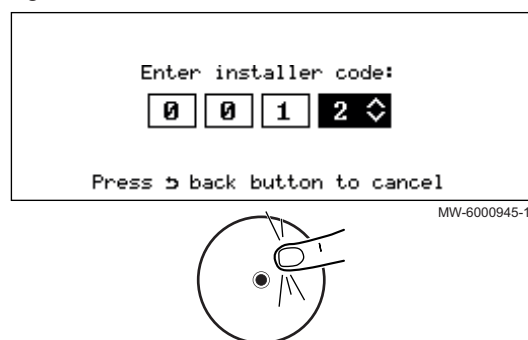 Enter installer code:
0 0 1 2
Press ⮌ back button to cancel
MW-6000945-1